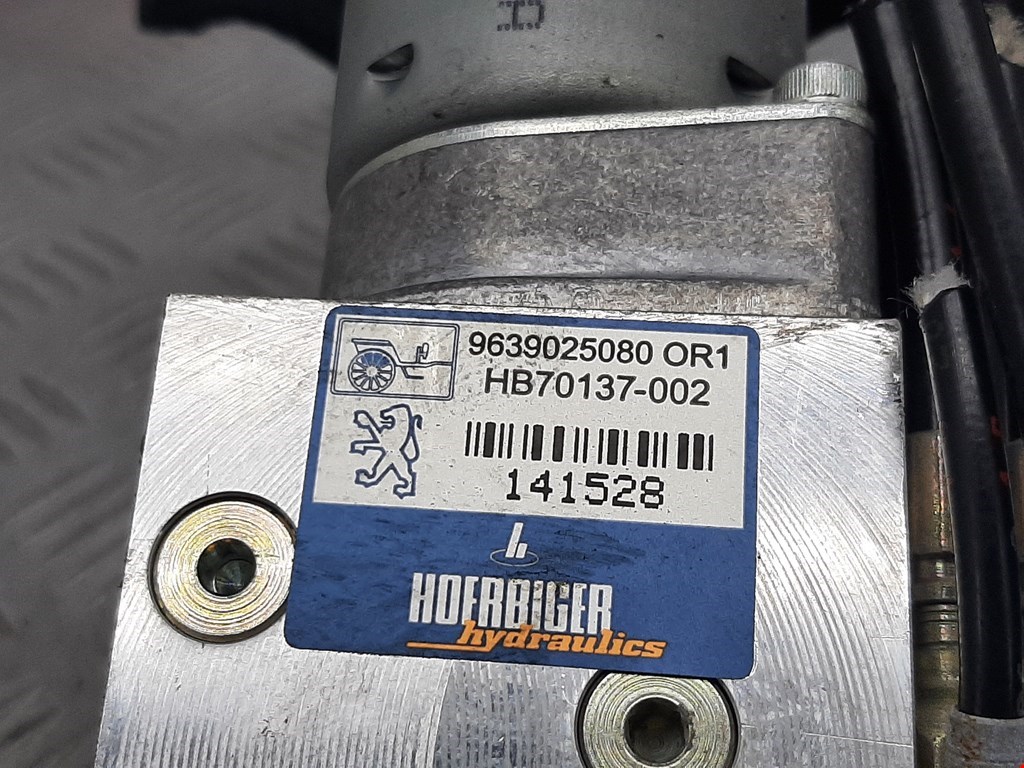 9639025080 OR1
HB70137-002
141528
HOERBIGER
hydraulics